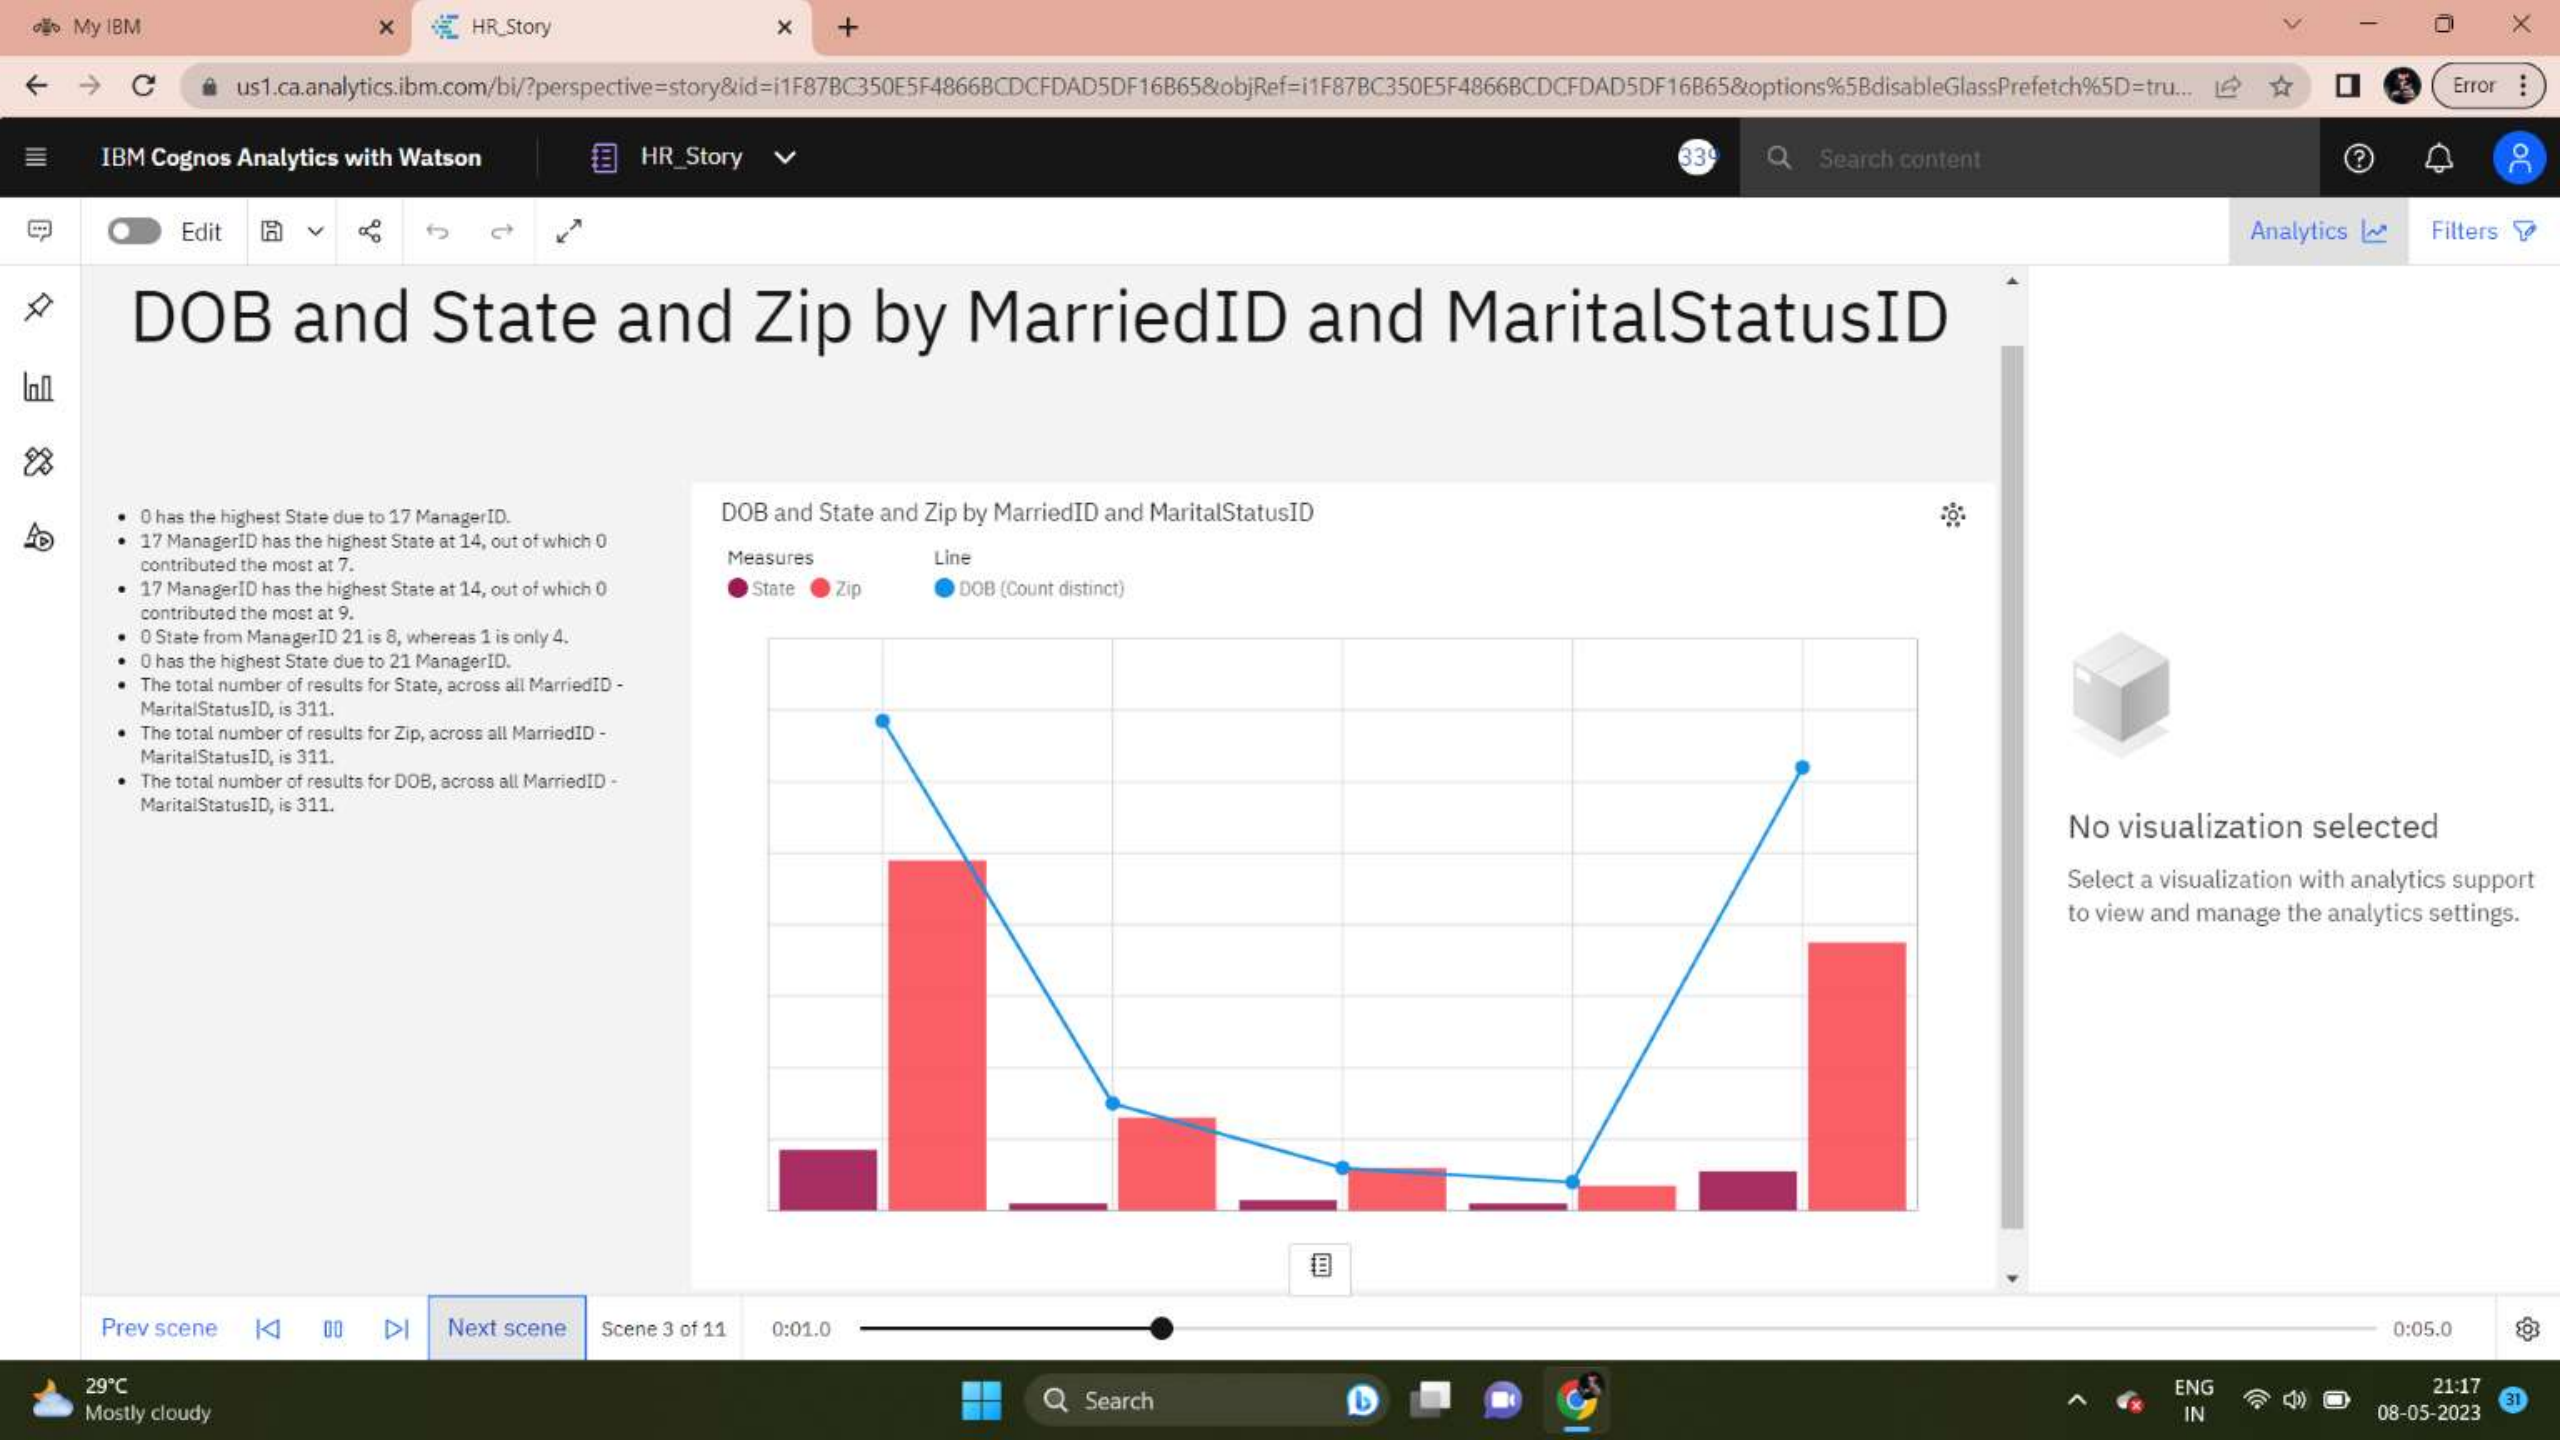 My IBM
HR_Story
us1.ca.analytics.ibm.com/bi/?perspective=story&id=i1F87BC350E5F4866BCDCFDAD5DF16B65&objRef=i1F87BC350E5F4866BCDCFDAD5DF16B65&options%5BdisableGlassPrefetch%5D=tru...
Error
IBM Cognos Analytics with Watson
HR_Story
339
Search content
Edit
Analytics
Filters
DOB and State and Zip by MarriedID and MaritalStatusID
• 0 has the highest State due to 17 ManagerID.
• 17 ManagerID has the highest State at 14, out of which 0
contributed the most at 7.
• 17 ManagerID has the highest State at 14, out of which 0
contributed the most at 9.
• 0 State from ManagerID 21 is 8, whereas 1 is only 4.
• 0 has the highest State due to 21 ManagerID.
• The total number of results for State, across all MarriedID -
MaritalStatusID, is 311.
• The total number of results for Zip, across all MarriedID -
MaritalStatusID, is 311.
• The total number of results for DOB, across all MarriedID -
MaritalStatusID, is 311.
DOB and State and Zip by MarriedID and MaritalStatusID
Measures
State
Zip
Line
DOB (Count distinct)
No visualization selected
Select a visualization with analytics support
to view and manage the analytics settings.
Prev scene
Next scene
Scene 3 of 11
0:01.0
0:05.0
29°C
Mostly cloudy
Search
ENG
IN
21:17
08-05-2023
31